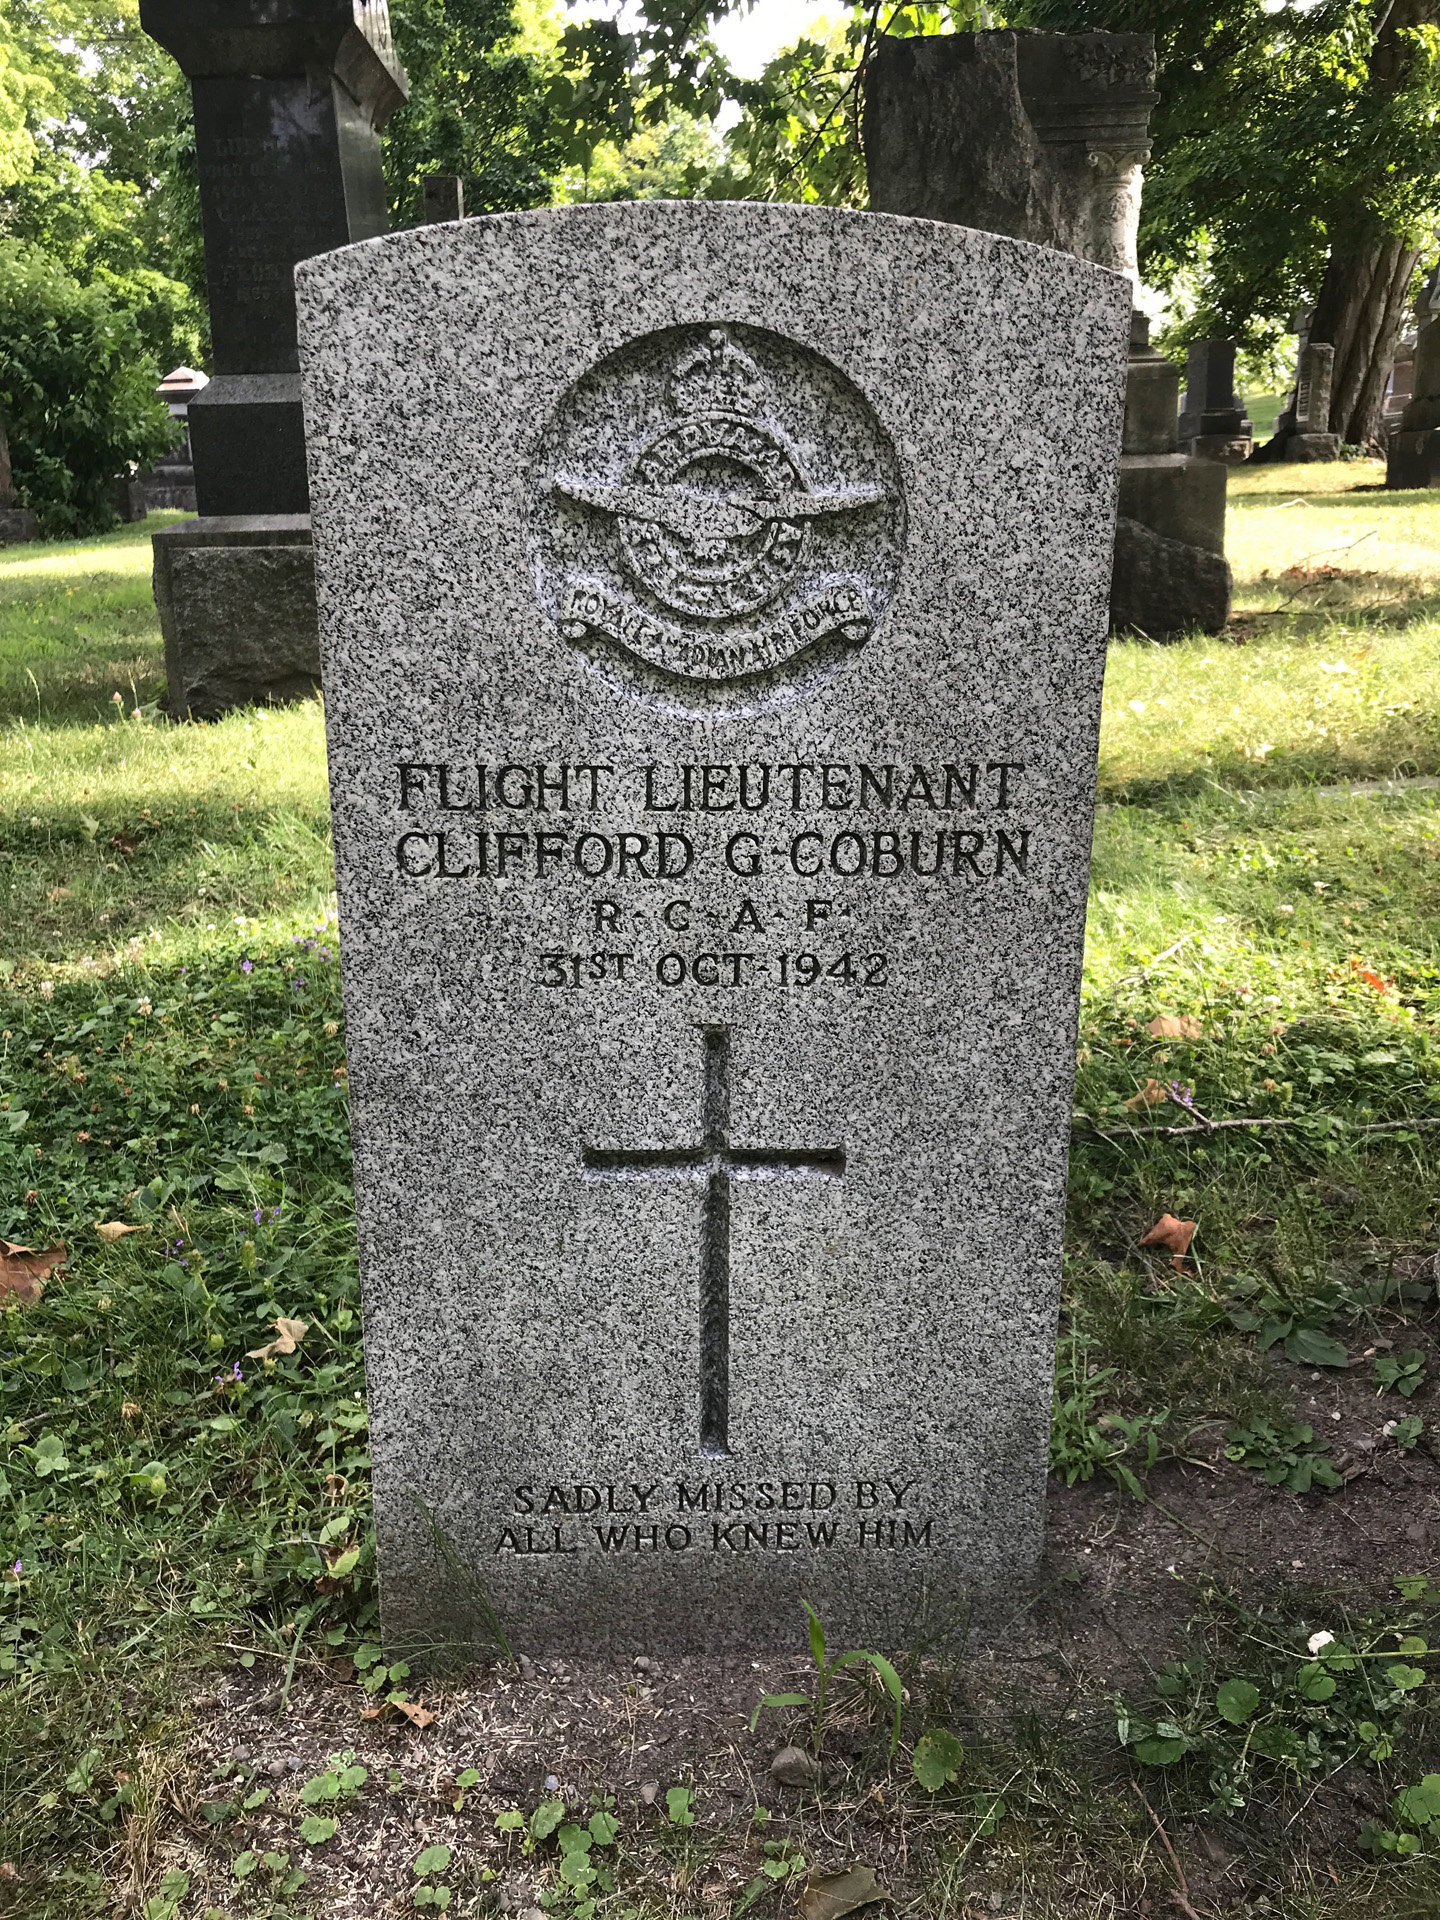 ROYAL CANADIAN AIR FORCE
FLIGHT LIEUTENANT
CLIFFORD G·COBURN
R·C·A·F·
31ST OCT·1942
SADLY MISSED BY
ALL WHO KNEW HIM